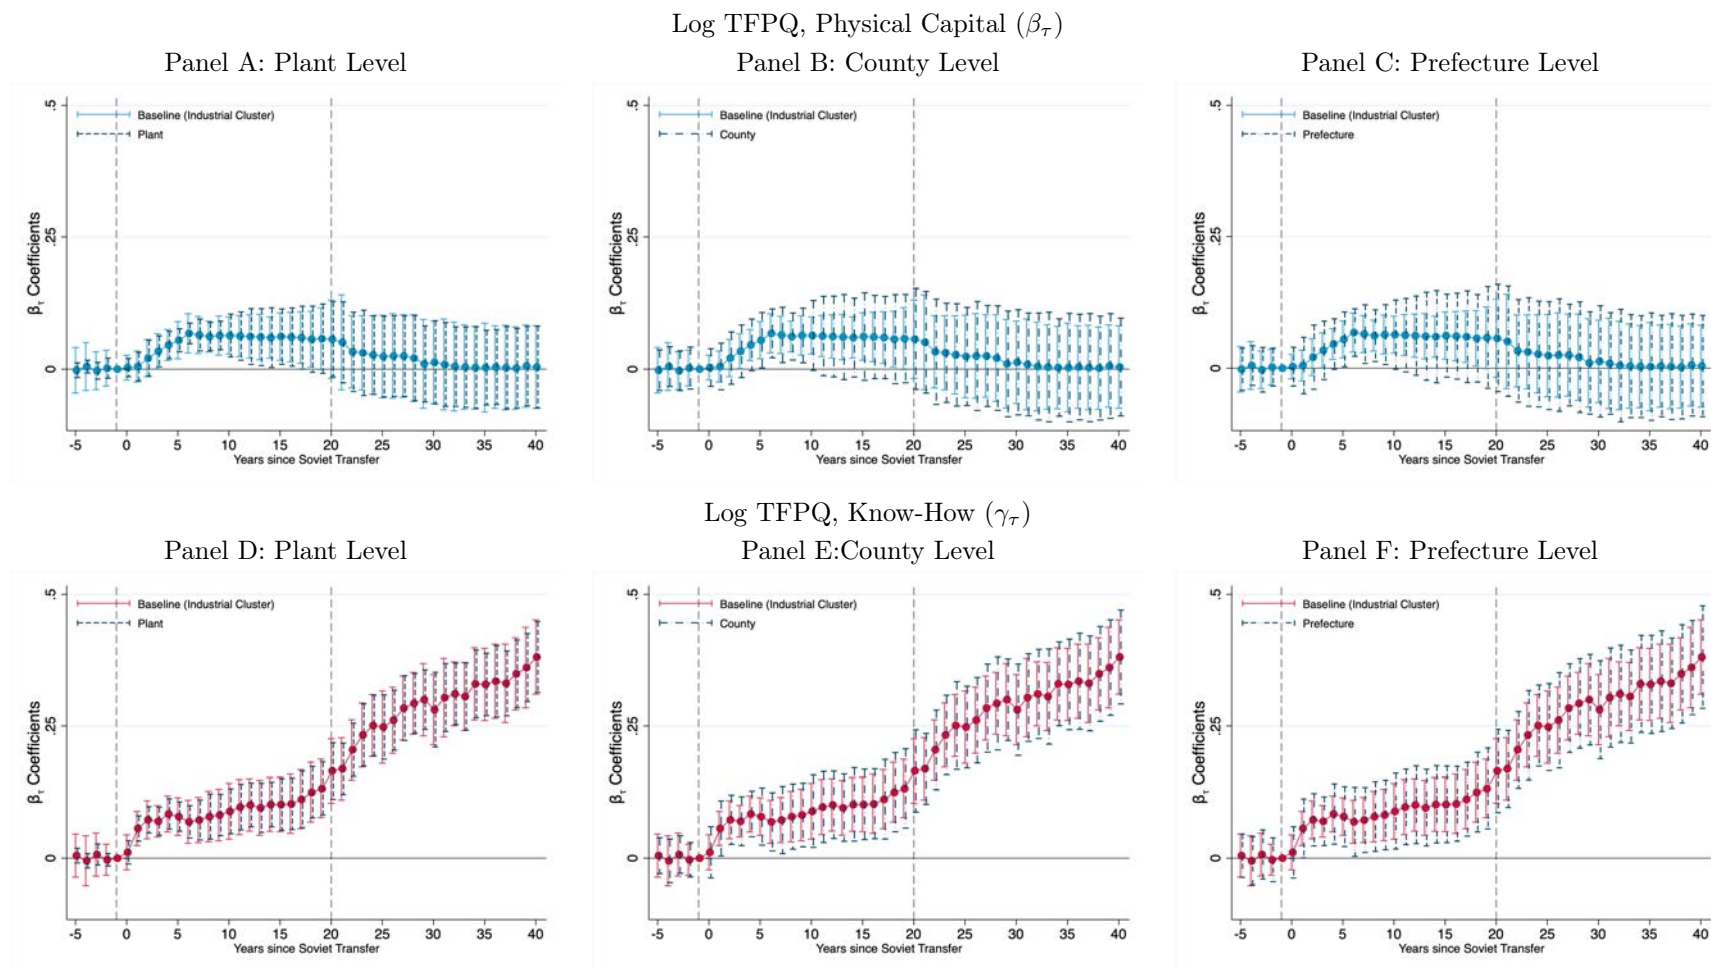 Log TFPQ, Physical Capital (βτ)
Panel A: Plant Level
Panel B: County Level
Panel C: Prefecture Level
.5
Baseline (Industrial Cluster)
Plant
.25
0
βτ Coefficients
-5 0 5 10 15 20 25 30 35 40
Years since Soviet Transfer
.5
Baseline (Industrial Cluster)
County
.25
0
βτ Coefficients
-5 0 5 10 15 20 25 30 35 40
Years since Soviet Transfer
.5
Baseline (Industrial Cluster)
Prefecture
.25
0
βτ Coefficients
-5 0 5 10 15 20 25 30 35 40
Years since Soviet Transfer
Log TFPQ, Know-How (γτ)
Panel D: Plant Level
Panel E:County Level
Panel F: Prefecture Level
.5
Baseline (Industrial Cluster)
Plant
.25
0
βτ Coefficients
-5 0 5 10 15 20 25 30 35 40
Years since Soviet Transfer
.5
Baseline (Industrial Cluster)
County
.25
0
βτ Coefficients
-5 0 5 10 15 20 25 30 35 40
Years since Soviet Transfer
.5
Baseline (Industrial Cluster)
Prefecture
.25
0
βτ Coefficients
-5 0 5 10 15 20 25 30 35 40
Years since Soviet Transfer